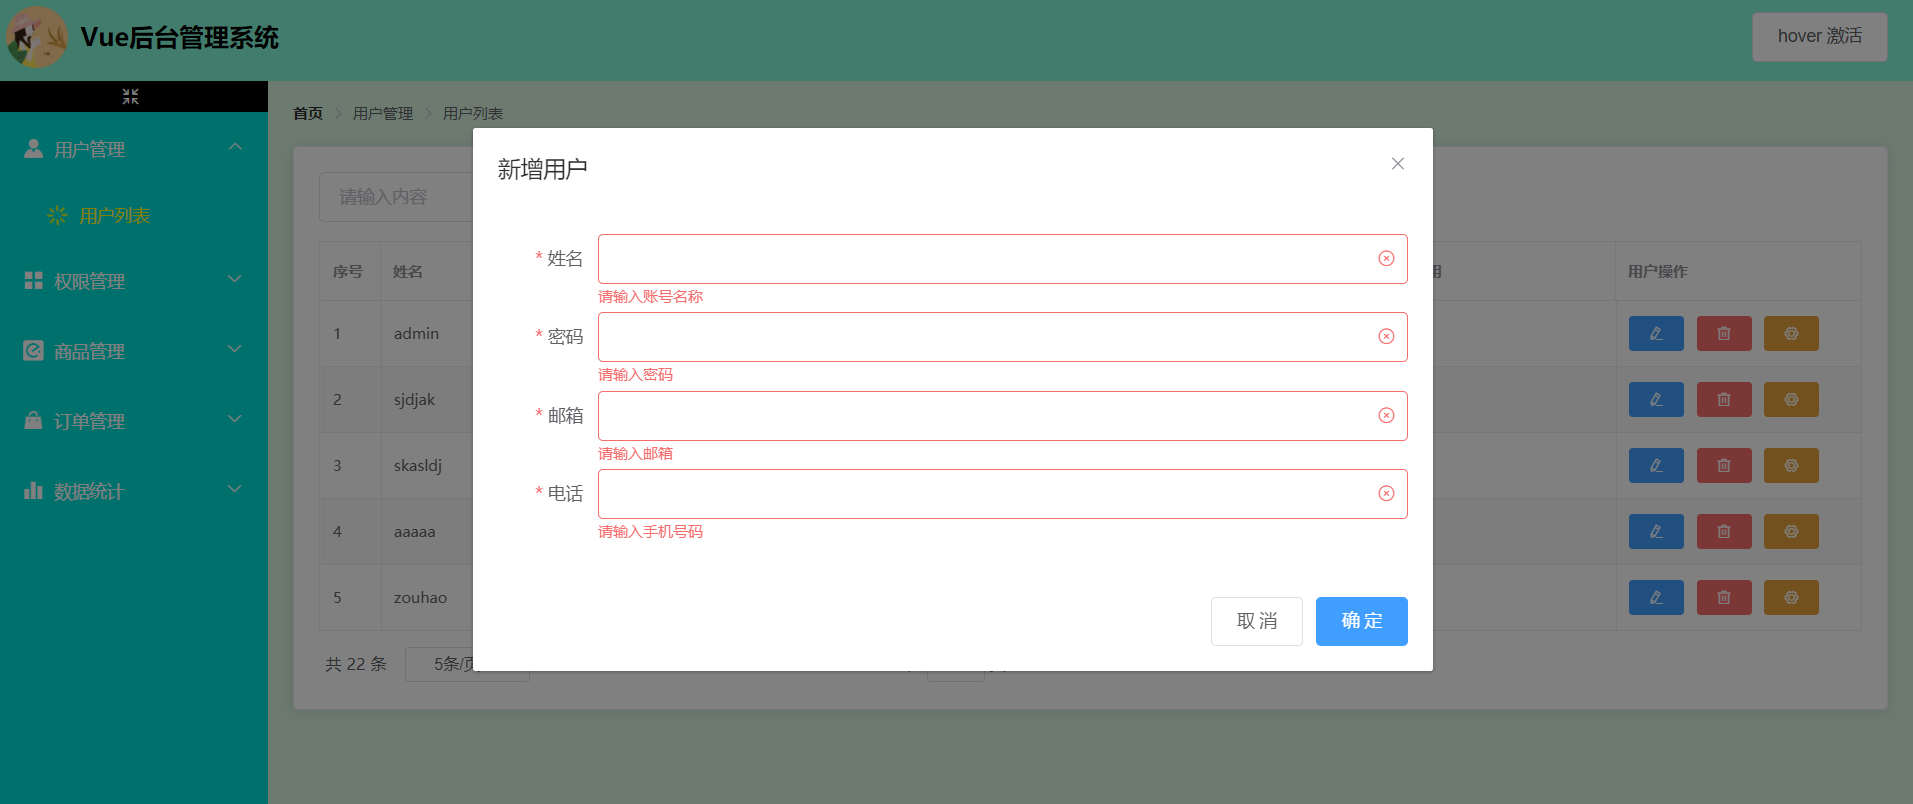 Vue后台管理系统
hover 激活
首页 用户管理 用户列表
用户管理
用户列表
权限管理
商品管理
订单管理
数据统计
请输入内容
序号 姓名 用户操作
1 admin
2 sjdjak
3 skasldj
4 aaaaa
5 zouhao
共 22 条 5条/页
新增用户
* 姓名
请输入账号名称
* 密码
请输入密码
* 邮箱
请输入邮箱
* 电话
请输入手机号码
取消 确定